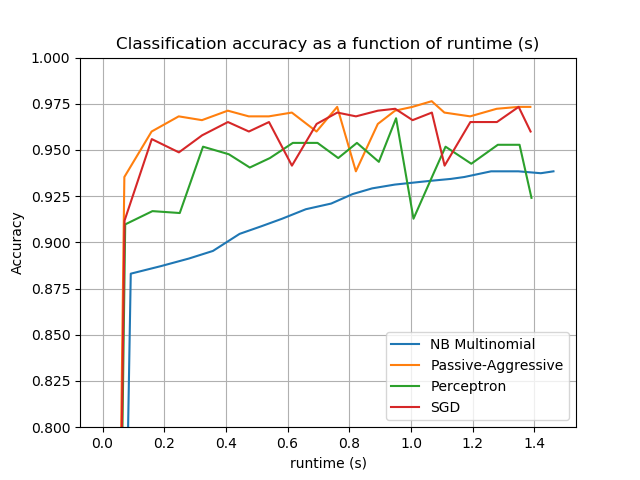 Classification accuracy as a function of runtime (s)
1.000
0.975
0.950
0.925
0.900
0.875
0.850
0.825
0.800
Accuracy
NB Multinomial
Passive-Aggressive
Perceptron
SGD
0.0 0.2 0.4 0.6 0.8 1.0 1.2 1.4
runtime (s)